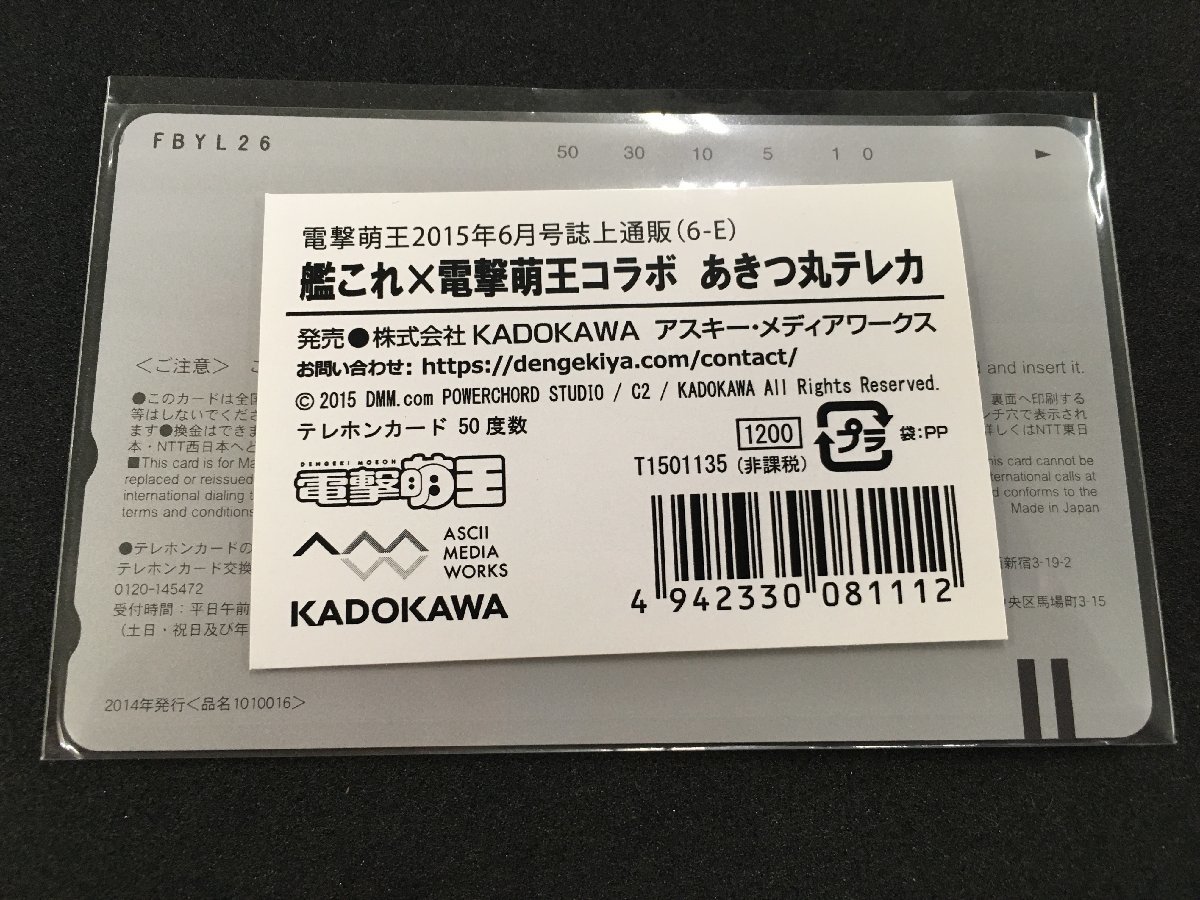 FBYL26
50 30 10 5 1 0
電撃萌王2015年6月号誌上通販(6-E)
艦これ×電撃萌王コラボ あきつ丸テレカ
発売●株式会社 KADOKAWA アスキー・メディアワークス
お問い合わせ: https://dengekiya.com/contact/
© 2015 DMM.com POWERCHORD STUDIO / C2 / KADOKAWA All Rights Reserved.
テレホンカード 50度数
1200
プラ
袋:PP
T1501135 (非課税)
DENGEKI MOEOH
電撃萌王
ASCII
MEDIA
WORKS
KADOKAWA
4 942330 081112
<ご注意>
and insert it.
●このカードは全国
裏面へ印刷する
等はしないでくださ
ンチ穴で表示され
ます●換金はできま
詳しくはNTT東日
本・NTT西日本へと
■This card is for
his card cannot be
replaced or reissued
international calls at
international dialing
conforms to the
terms and conditions
Made in Japan
●テレホンカードの
新宿3-19-2
テレホンカード交換
0120-145472
受付時間:平日午前
中央区馬場町3-15
(土日・祝日及び年
2014年発行<品名1010016>